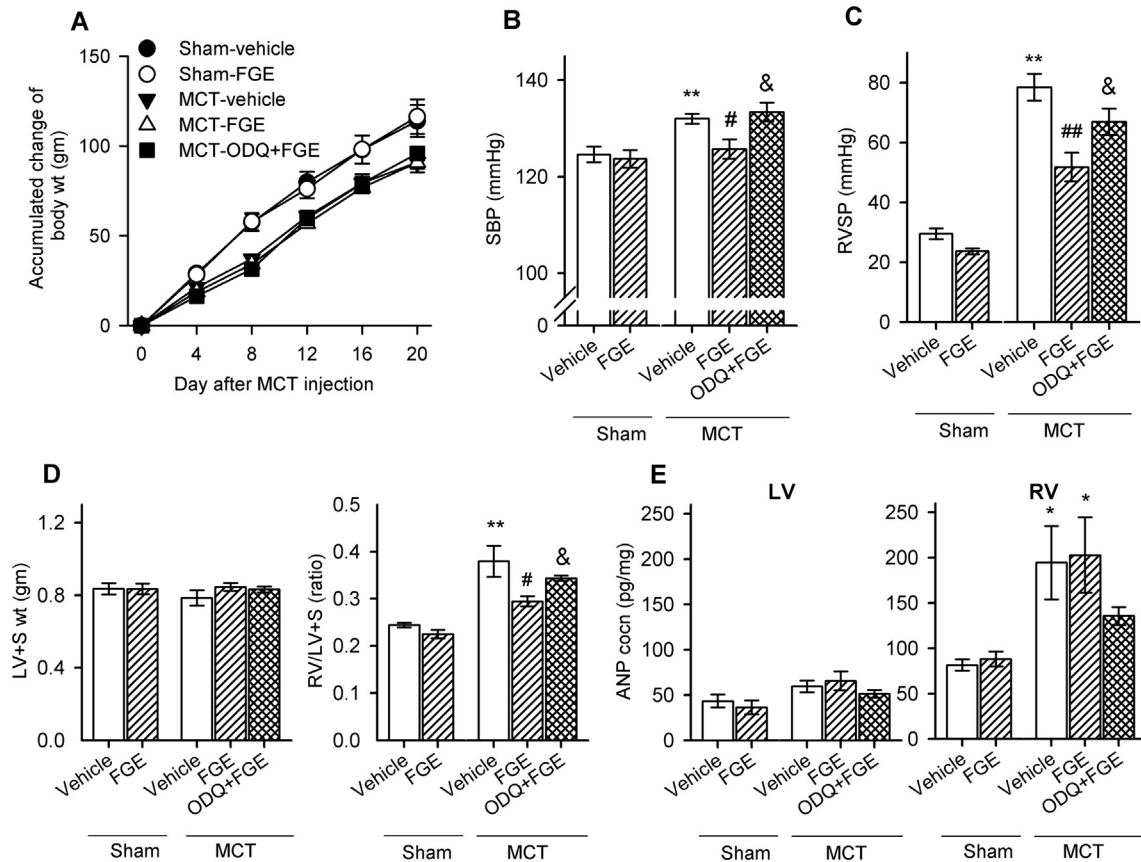 A
Sham-vehicle
Sham-FGE
MCT-vehicle
MCT-FGE
MCT-ODQ+FGE
150
100
50
0
Accumulated change of
body wt (gm)
0 4 8 12 16 20
Day after MCT injection
B
SBP (mmHg)
140
120
100
0
** # &
Vehicle FGE Vehicle FGE ODQ+FGE
Sham MCT
C
RVSP (mmHg)
80
60
40
20
0
** ## &
Vehicle FGE Vehicle FGE ODQ+FGE
Sham MCT
D
LV+S wt (gm)
1.2
0.8
0.4
0.0
Vehicle FGE Vehicle FGE ODQ+FGE
Sham MCT
RV/LV+S (ratio)
0.5
0.4
0.3
0.2
0.1
0.0
** # &
Vehicle FGE Vehicle FGE ODQ+FGE
Sham MCT
E
LV
ANP cocn (pg/mg)
250
200
150
100
50
0
Vehicle FGE Vehicle FGE ODQ+FGE
Sham MCT
RV
250
200
150
100
50
0
* *
Vehicle FGE Vehicle FGE ODQ+FGE
Sham MCT